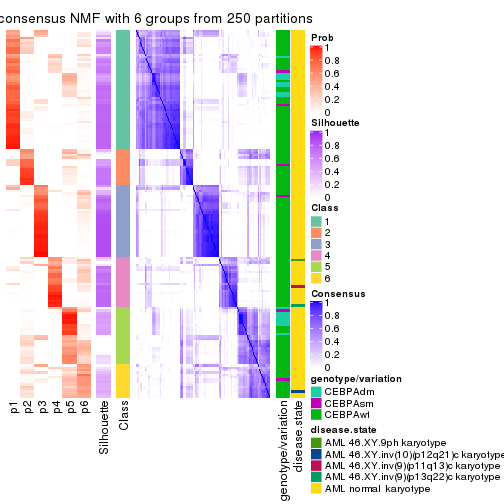 consensus NMF with 6 groups from 250 partitions
Prob
1
0.8
0.6
0.4
0.2
0
Silhouette
1
0.8
0.6
0.4
0.2
0
Class
1
2
3
4
5
6
Consensus
1
0.8
0.6
0.4
0.2
0
genotype/variation
CEBPAdm
CEBPAsm
CEBPAwt
disease.state
AML 46.XY.9ph karyotype
AML 46.XY,inv(10)(p12q21)c karyotype
AML 46.XY,inv(9)(p11q13)c karyotype
AML 46.XY,inv(9)(p13q22)c karyotype
AML normal karyotype
p1
p2
p3
p4
p5
p6
Silhouette
Class
genotype/variation
disease.state